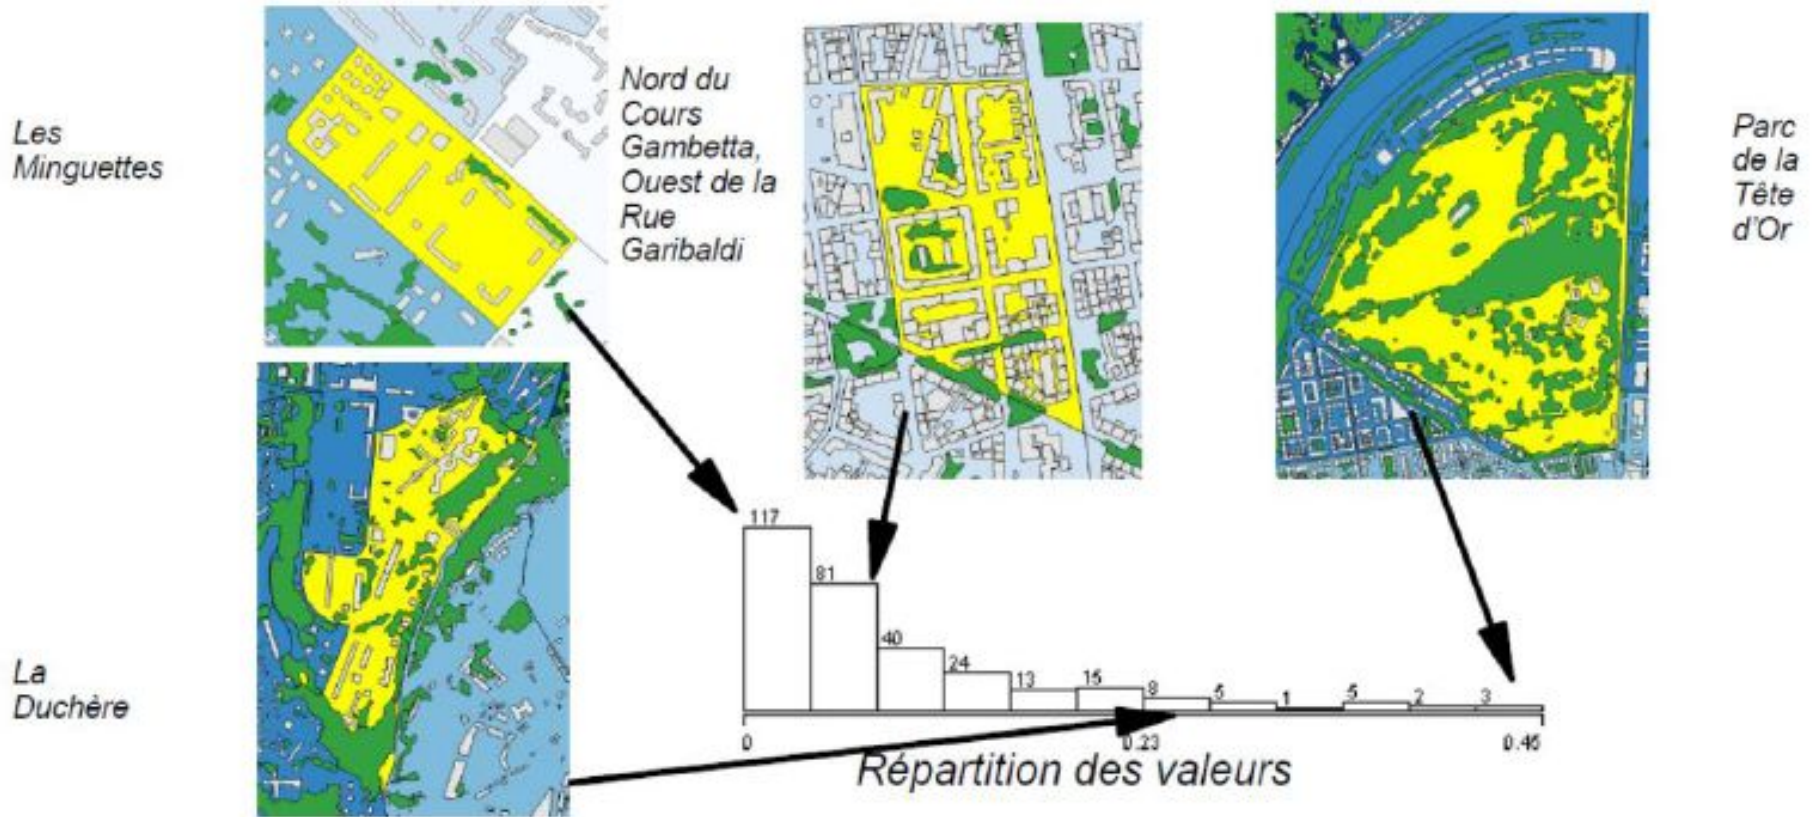 Les
Minguettes
Nord du
Cours
Gambetta,
Ouest de la
Rue
Garibaldi
Parc
de la
Tête
d'Or
La
Duchère
117
81
40
24
13
15
8
5
1
5
2
3
0
0.23
0.46
Répartition des valeurs